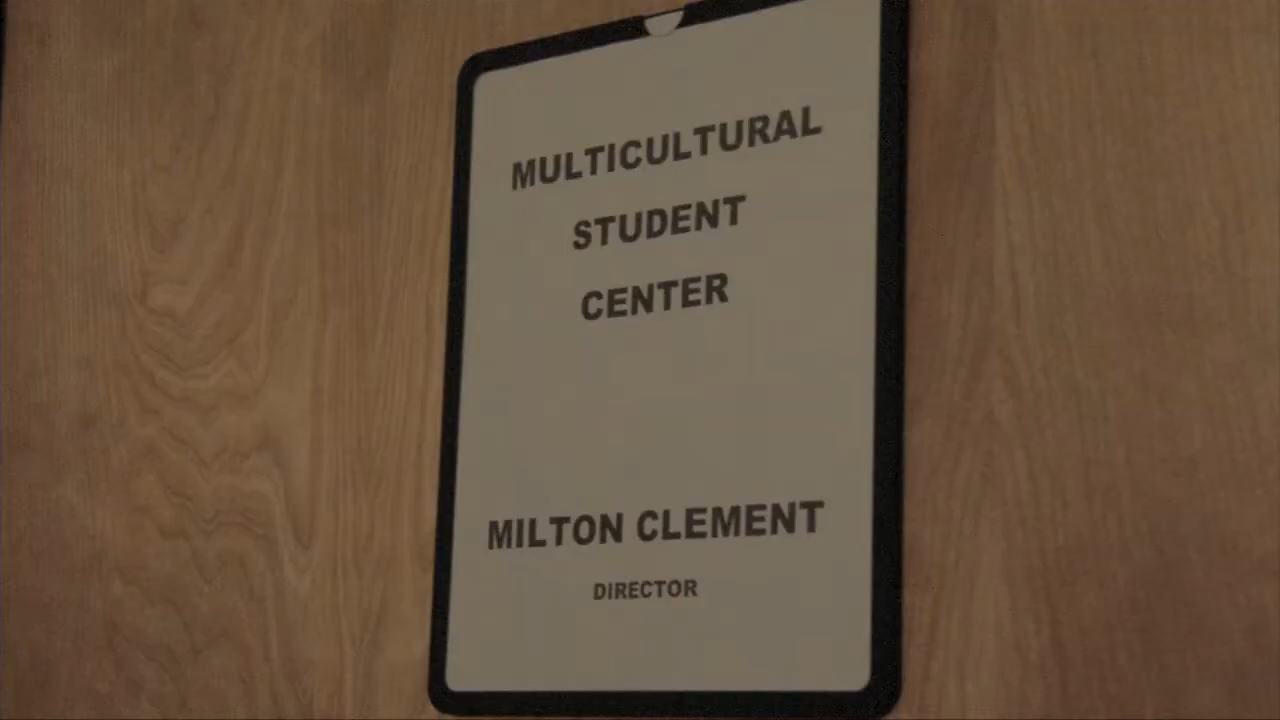 MULTICULTURAL
STUDENT
CENTER
MILTON CLEMENT
DIRECTOR